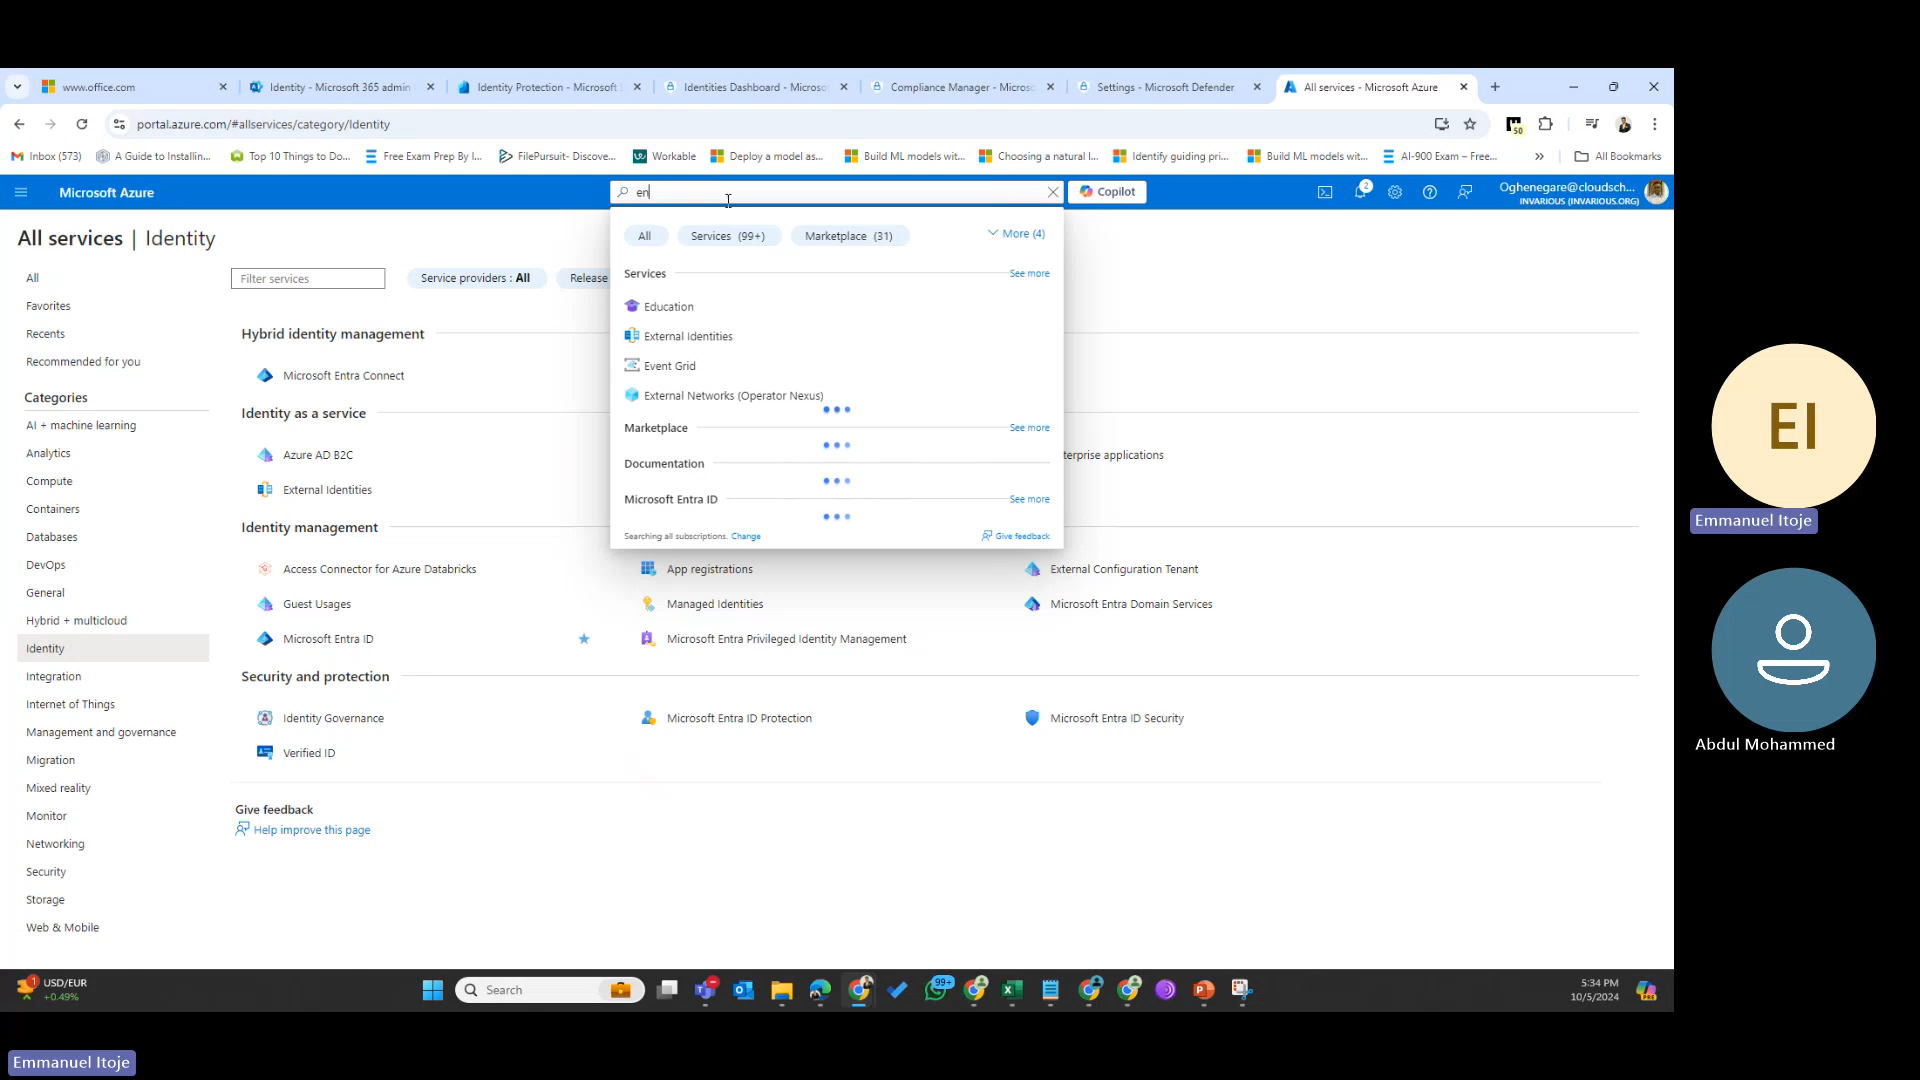 www.office.com
Identity - Microsoft 365 admin
Identity Protection - Microsoft
Identities Dashboard - Microso
Compliance Manager - Microso
Settings - Microsoft Defender
All services - Microsoft Azure
portal.azure.com/#allservices/category/Identity
50
Inbox (573)
A Guide to Installin...
Top 10 Things to Do...
Free Exam Prep By I...
FilePursuit- Discove...
Workable
Deploy a model as...
Build ML models wit...
Choosing a natural l...
Identify guiding pri...
Build ML models wit...
AI-900 Exam – Free...
All Bookmarks
Microsoft Azure
en
Copilot
2
Oghenegare@cloudsch...
INVARIOUS (INVARIOUS.ORG)
All services | Identity
All
Favorites
Recents
Recommended for you
Categories
AI + machine learning
Analytics
Compute
Containers
Databases
DevOps
General
Hybrid + multicloud
Identity
Integration
Internet of Things
Management and governance
Migration
Mixed reality
Monitor
Networking
Security
Storage
Web & Mobile
Filter services
Service providers : All
Release
Hybrid identity management
Microsoft Entra Connect
Identity as a service
Azure AD B2C
terprise applications
External Identities
Identity management
Access Connector for Azure Databricks
App registrations
External Configuration Tenant
Guest Usages
Managed Identities
Microsoft Entra Domain Services
Microsoft Entra ID
Microsoft Entra Privileged Identity Management
Security and protection
Identity Governance
Microsoft Entra ID Protection
Microsoft Entra ID Security
Verified ID
Give feedback
Help improve this page
All
Services (99+)
Marketplace (31)
More (4)
Services
See more
Education
External Identities
Event Grid
External Networks (Operator Nexus)
Marketplace
See more
Documentation
Microsoft Entra ID
See more
Searching all subscriptions. Change
Give feedback
EI
Emmanuel Itoje
Abdul Mohammed
1
USD/EUR
+0.49%
Search
99+
5:34 PM
10/5/2024
Emmanuel Itoje